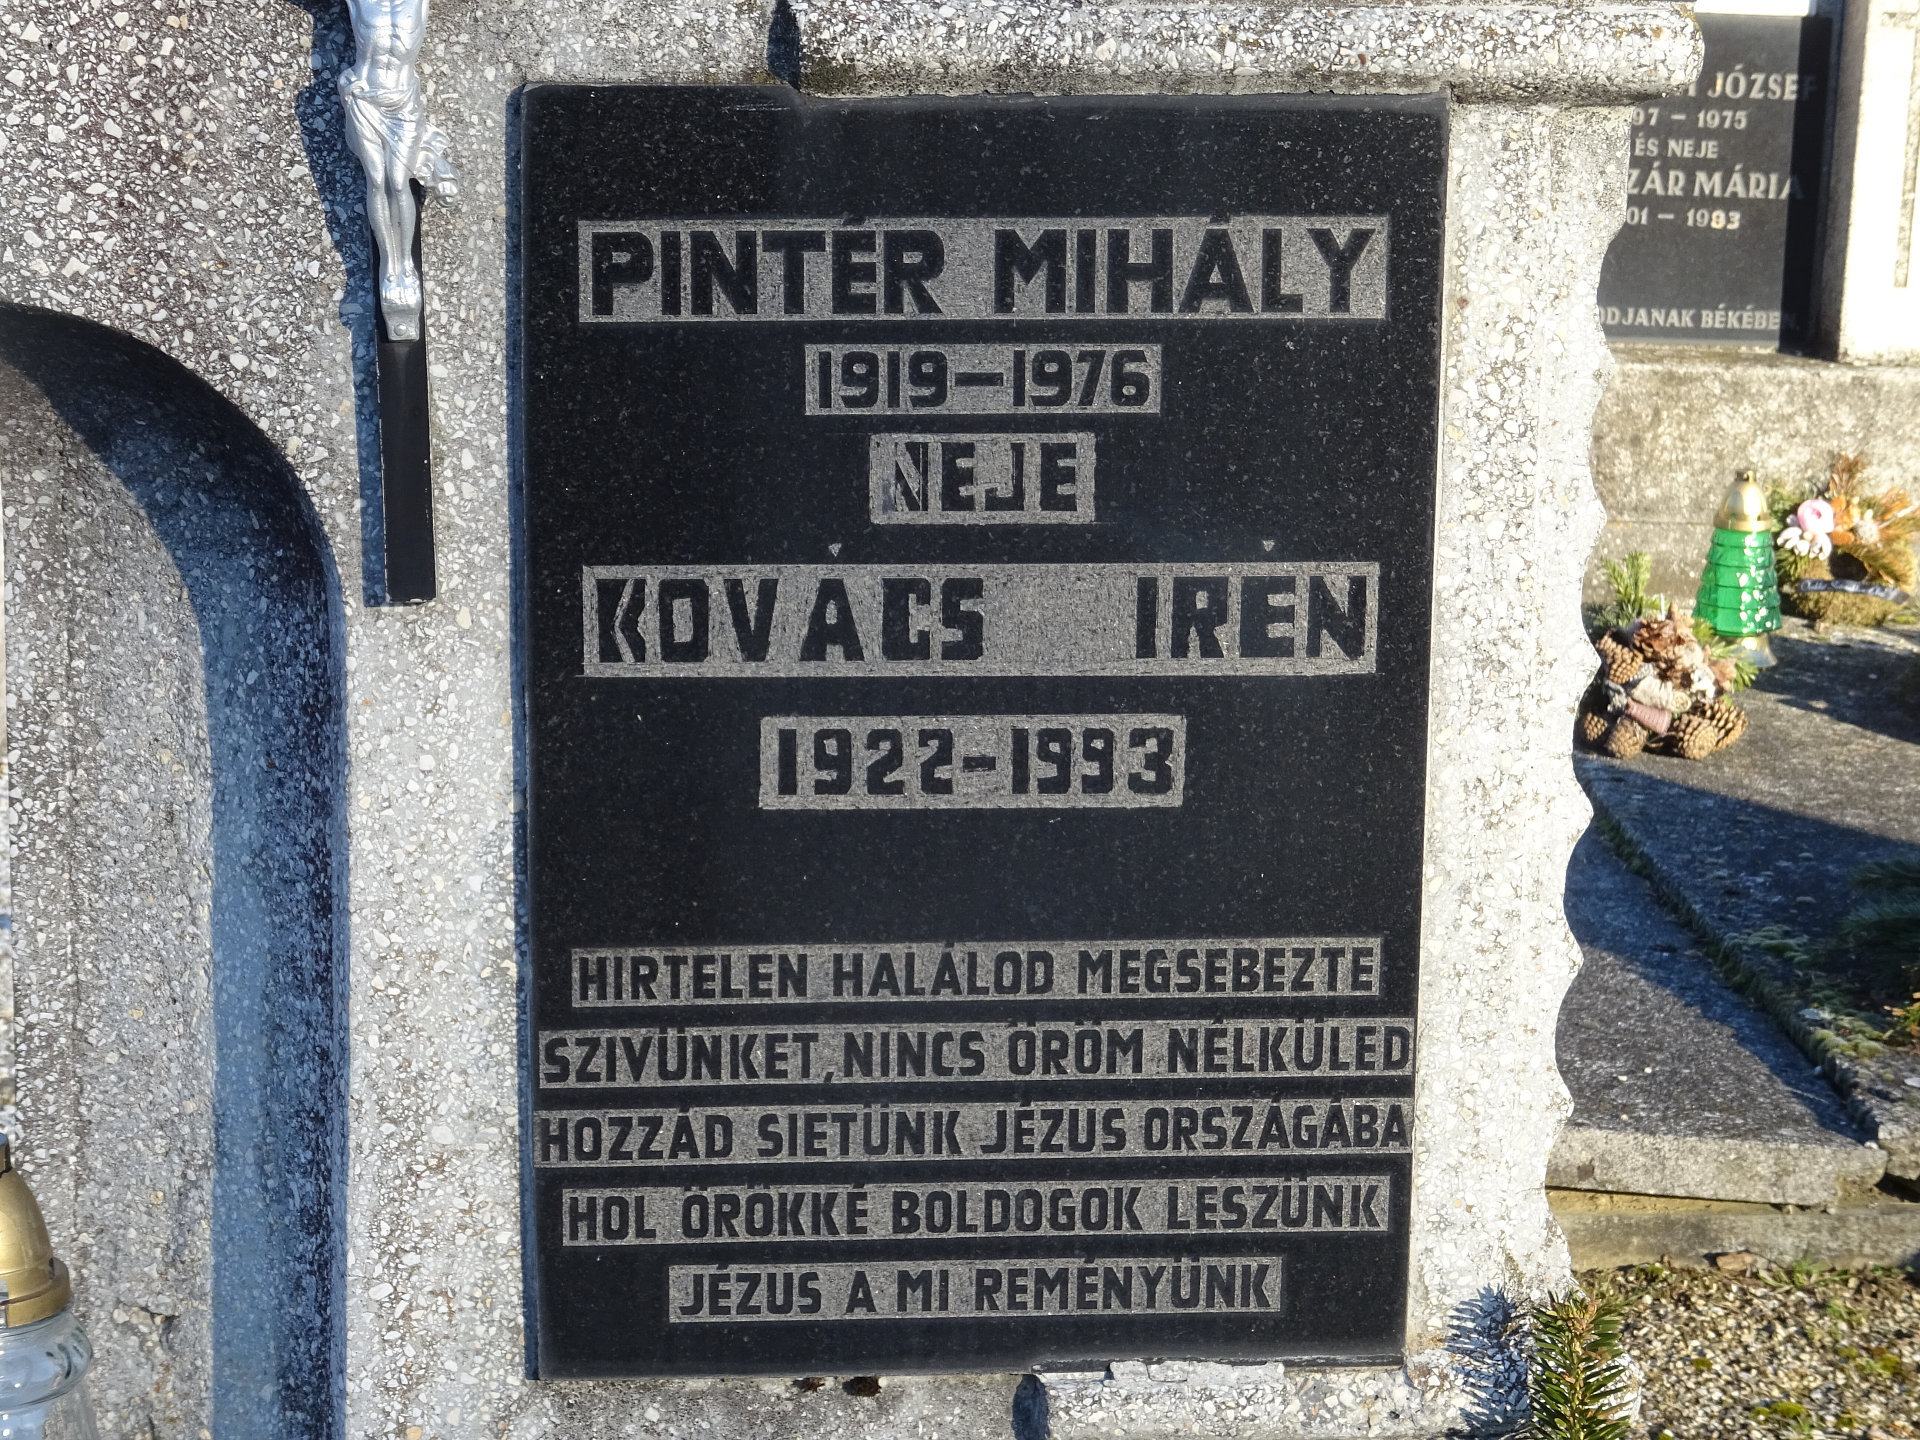 PINTÉR MIHÁLY
1919–1976
NEJE
KOVÁCS IRÉN
1922-1993
HIRTELEN HALÁLOD MEGSEBEZTE
SZIVÜNKET, NINCS ÖRÖM NÉLKÜLED
HOZZÁD SIETÜNK JÉZUS ORSZÁGÁBA
HOL ÖRÖKKÉ BOLDOGOK LESZÜNK
JÉZUS A MI REMÉNYÜNK
JÓZSEF
– 1975
ÉS NEJE
MÁRIA
– 1983
BÉKÉBEN